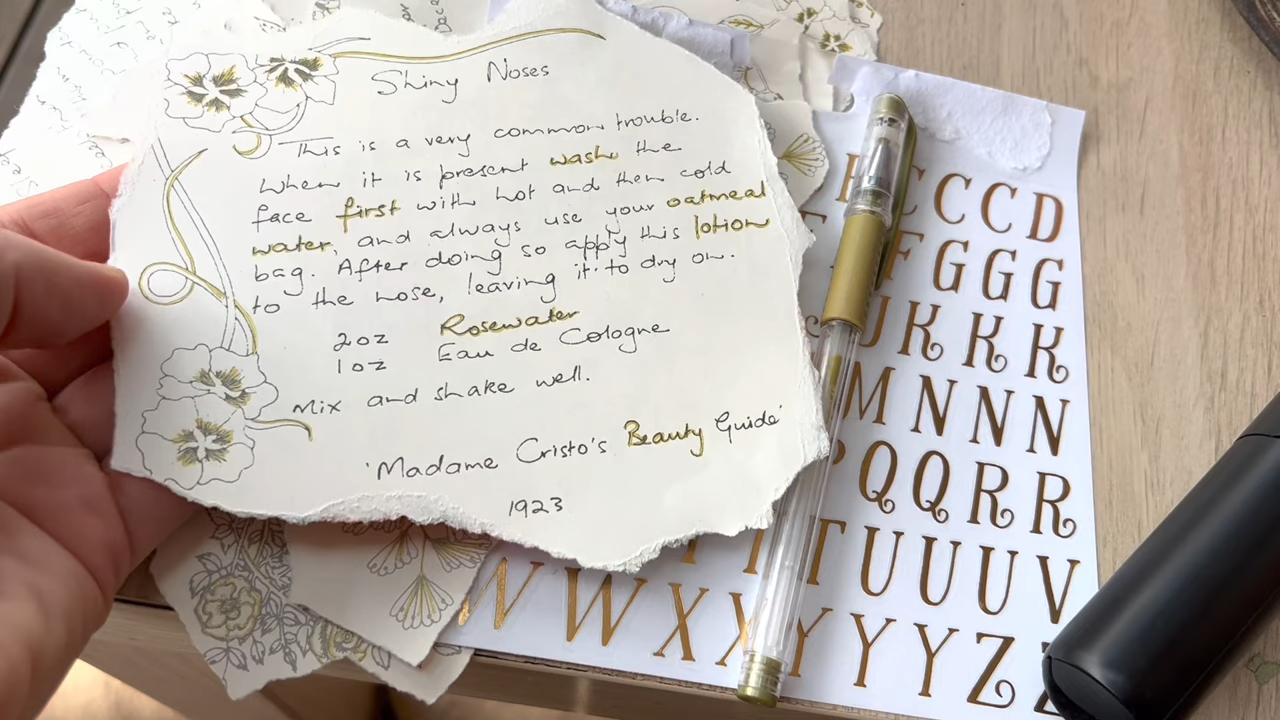 Shiny Noses
This is a very common trouble.
When it is present wash the
face first with hot and then cold
water, and always use your oatmeal
bag. After doing so apply this lotion
to the nose, leaving it to dry on.
2oz Rosewater
1oz Eau de Cologne
Mix and shake well.
'Madame Cristo's Beauty Guide'
1923
C C C D
F G G G
J K K K
M N N N
P Q Q R R
T U U U V
W W X X Y Y Y Z Z